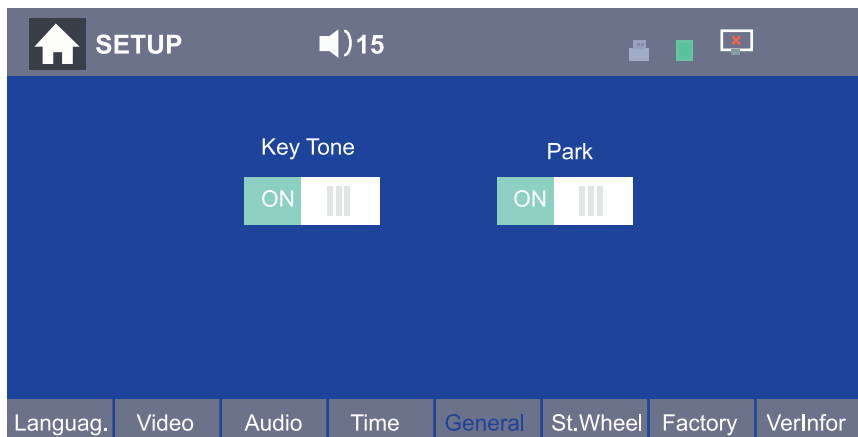 SETUP 15
Key Tone Park
ON ON
Languag. Video Audio Time General St.Wheel Factory VerInfor